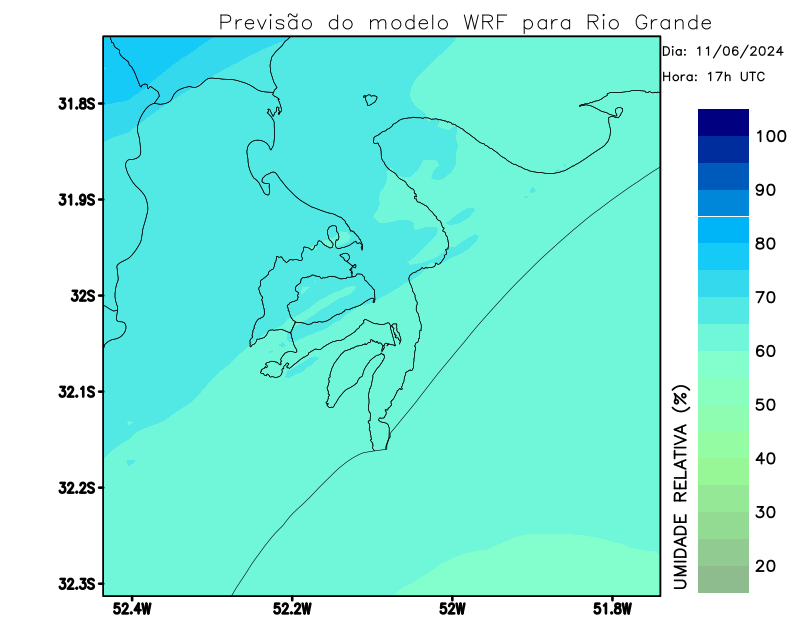 Previsão do modelo WRF para Rio Grande
Dia: 11/06/2024
Hora: 17h UTC
31.8S
31.9S
32S
32.1S
32.2S
32.3S
52.4W
52.2W
52W
51.8W
100
90
80
70
60
50
40
30
20
UMIDADE RELATIVA (%)